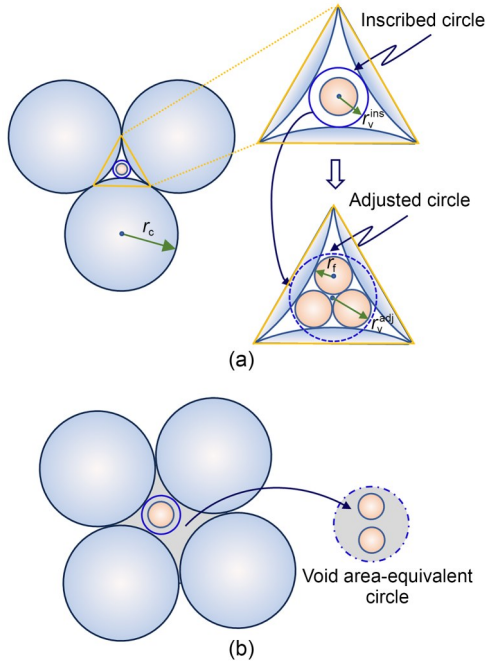 Inscribed circle
r_v^ins
r_c
Adjusted circle
r_f
r_v^adj
(a)
Void area-equivalent
circle
(b)